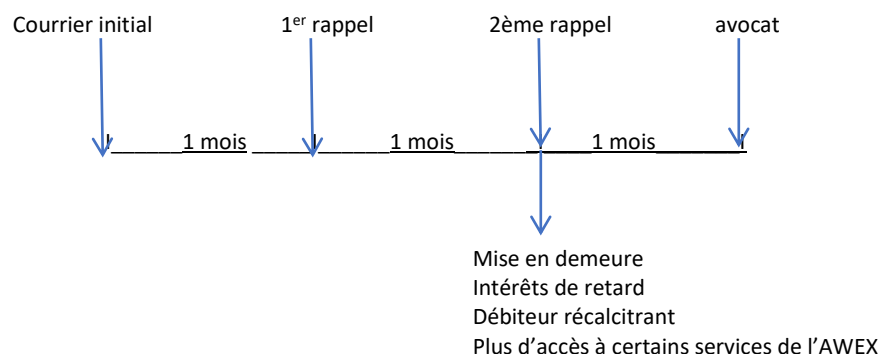 Courrier initial 1er rappel 2ème rappel avocat
1 mois 1 mois 1 mois
Mise en demeure
Intérêts de retard
Débiteur récalcitrant
Plus d’accès à certains services de l’AWEX